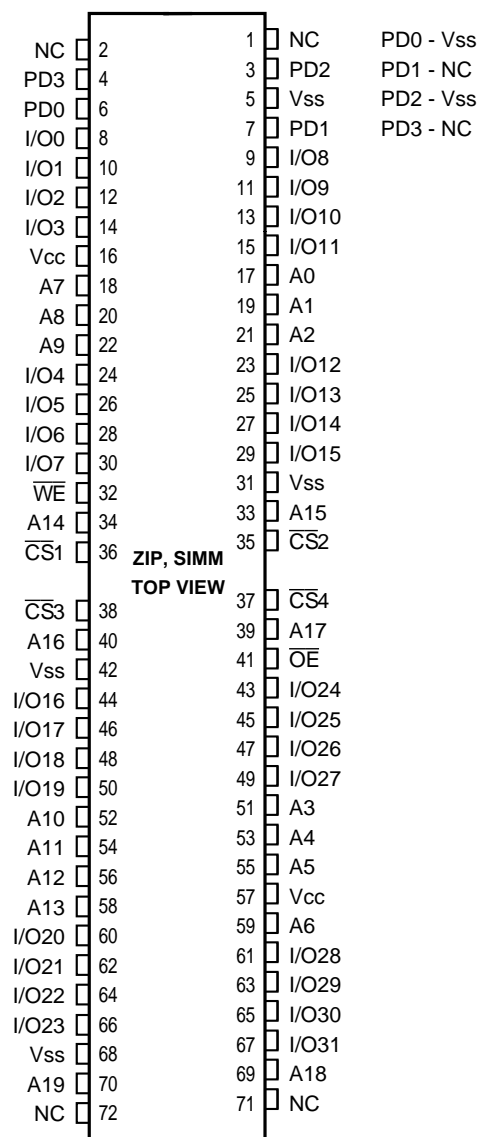 NC 2
PD3 4
PD0 6
I/O0 8
I/O1 10
I/O2 12
I/O3 14
Vcc 16
A7 18
A8 20
A9 22
I/O4 24
I/O5 26
I/O6 28
I/O7 30
W̅E̅ 32
A14 34
C̅S̅1 36
C̅S̅3 38
A16 40
Vss 42
I/O16 44
I/O17 46
I/O18 48
I/O19 50
A10 52
A11 54
A12 56
A13 58
I/O20 60
I/O21 62
I/O22 64
I/O23 66
Vss 68
A19 70
NC 72
ZIP, SIMM
TOP VIEW
1 NC
3 PD2
5 Vss
7 PD1
9 I/O8
11 I/O9
13 I/O10
15 I/O11
17 A0
19 A1
21 A2
23 I/O12
25 I/O13
27 I/O14
29 I/O15
31 Vss
33 A15
35 C̅S̅2
37 C̅S̅4
39 A17
41 O̅E̅
43 I/O24
45 I/O25
47 I/O26
49 I/O27
51 A3
53 A4
55 A5
57 Vcc
59 A6
61 I/O28
63 I/O29
65 I/O30
67 I/O31
69 A18
71 NC
PD0 - Vss
PD1 - NC
PD2 - Vss
PD3 - NC